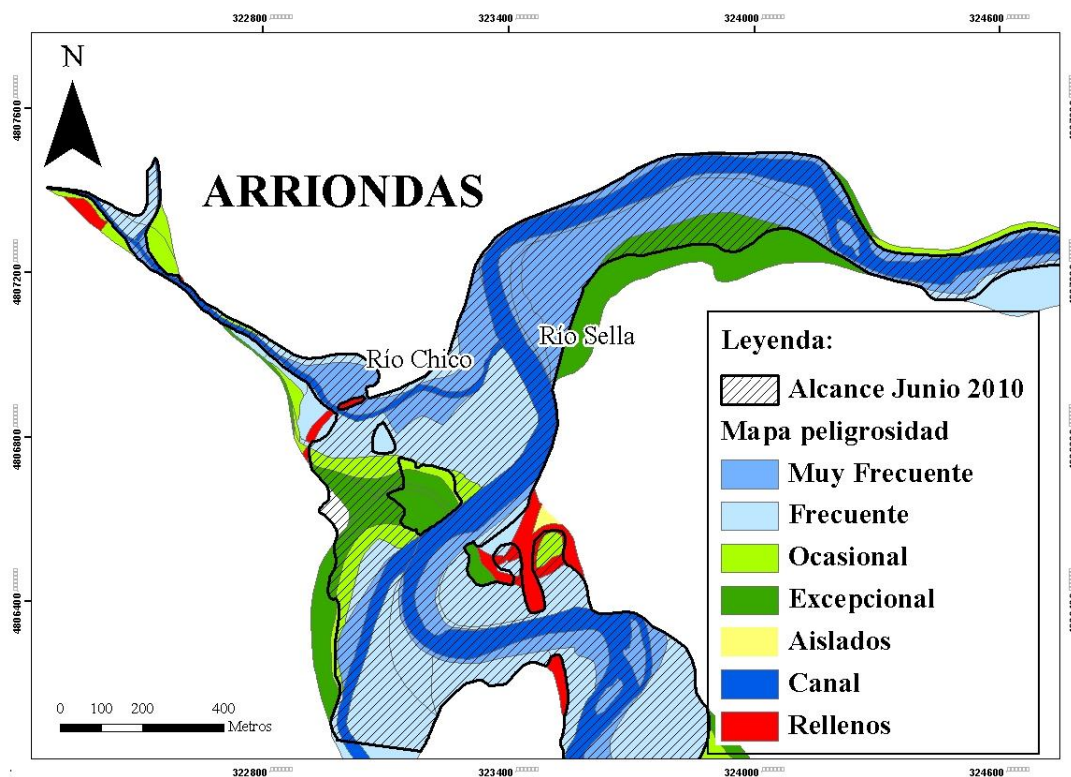 322800
323400
324000
324600
N
4807600
ARRIONDAS
4807200
Río Chico
Río Sella
4806800
4806400
Leyenda:
Alcance Junio 2010
Mapa peligrosidad
Muy Frecuente
Frecuente
Ocasional
Excepcional
Aislados
Canal
Rellenos
0 100 200 400
Metros
322800
323400
324000
324600